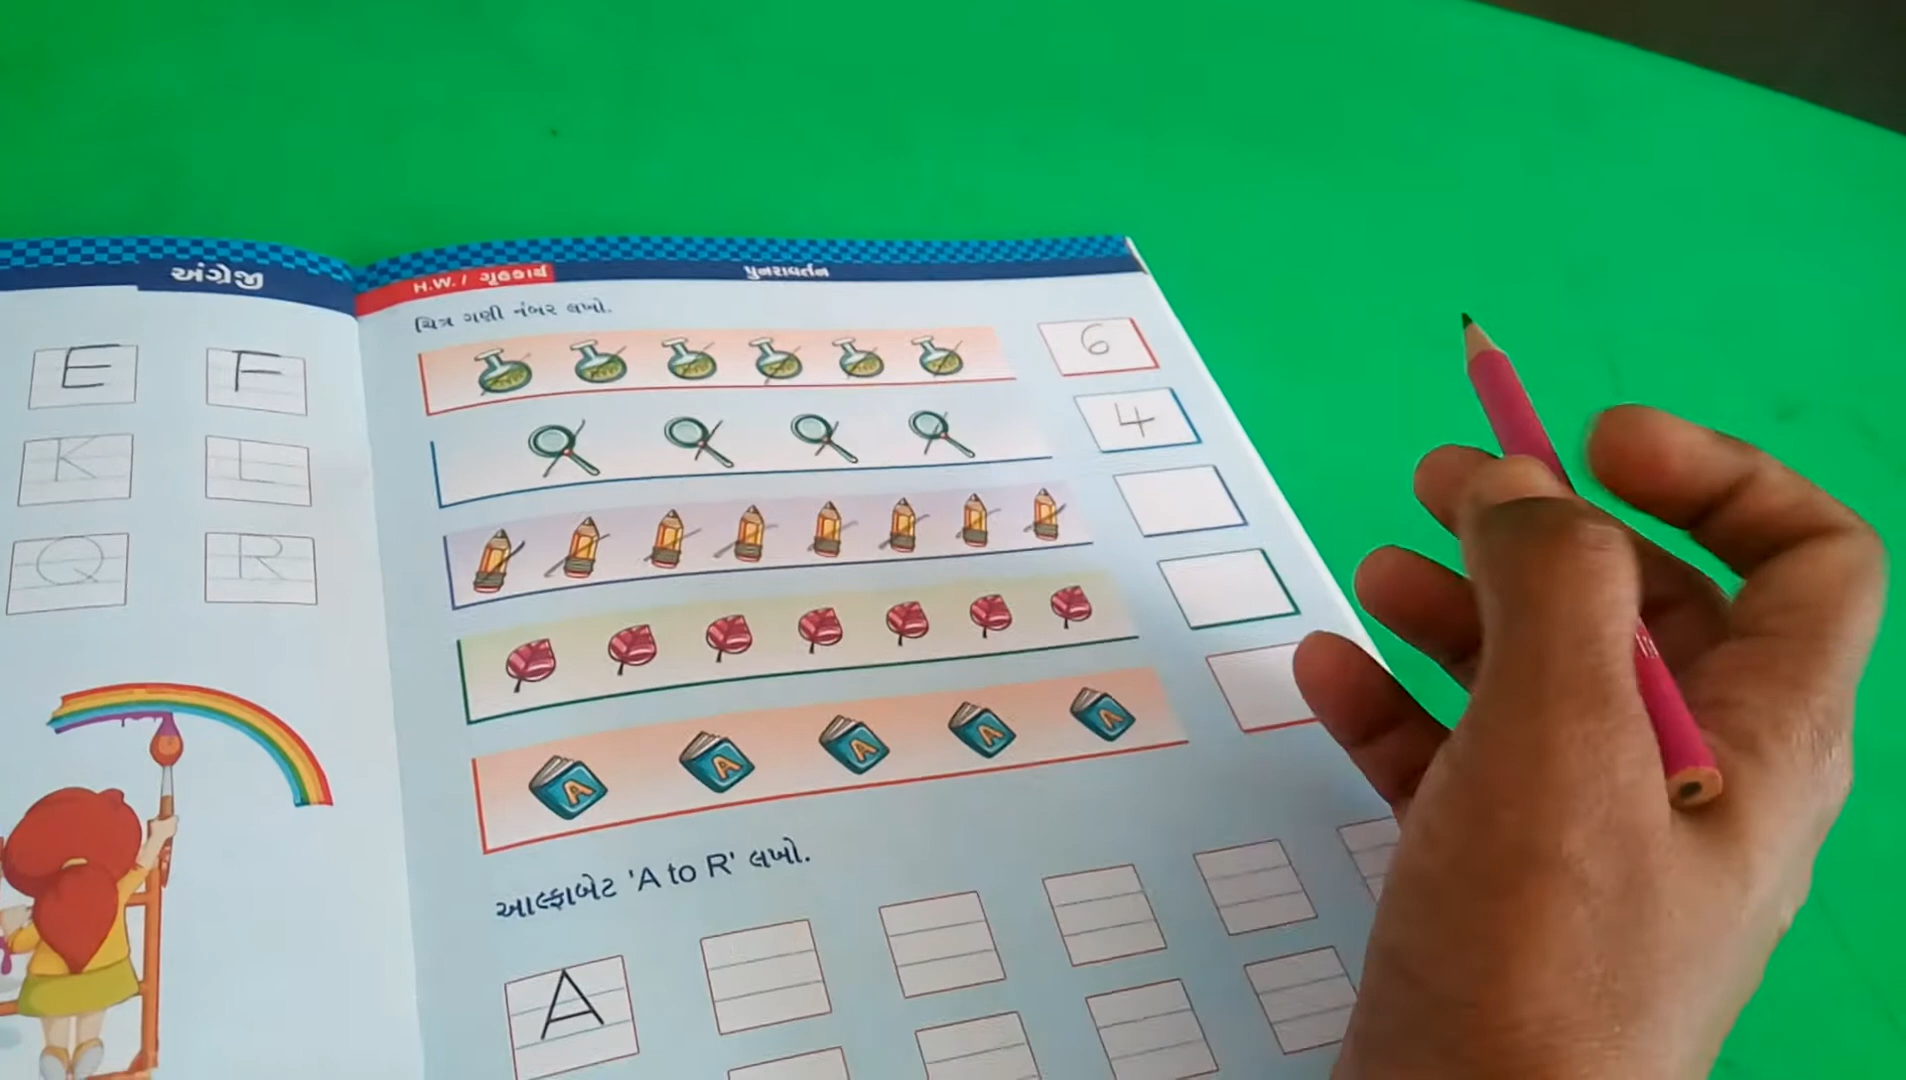 અંગ્રેજી
E F
K L
Q R
H.W. / ગૃહકાર્ય
પુનરાવર્તન
ચિત્ર ગણી નંબર લખો.
6
4
A A A A A
આલ્ફાબેટ 'A to R' લખો.
A